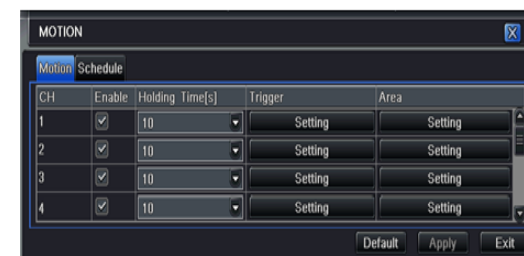 MOTION X
Motion Schedule
CH Enable Holding Time[s] Trigger Area
1 10 Setting Setting
2 10 Setting Setting
3 10 Setting Setting
4 10 Setting Setting
Default Apply Exit